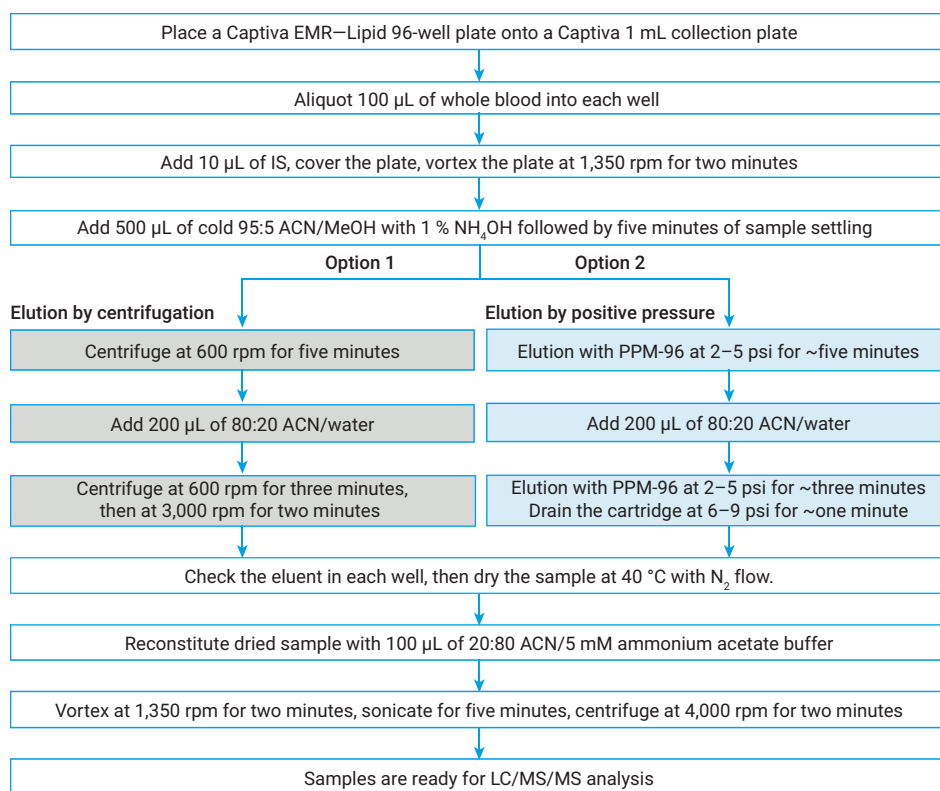 Place a Captiva EMR—Lipid 96-well plate onto a Captiva 1 mL collection plate
Aliquot 100 µL of whole blood into each well
Add 10 µL of IS, cover the plate, vortex the plate at 1,350 rpm for two minutes
Add 500 µL of cold 95:5 ACN/MeOH with 1 % NH₄OH followed by five minutes of sample settling
Option 1
Option 2
Elution by centrifugation
Centrifuge at 600 rpm for five minutes
Add 200 µL of 80:20 ACN/water
Centrifuge at 600 rpm for three minutes,
then at 3,000 rpm for two minutes
Elution by positive pressure
Elution with PPM-96 at 2–5 psi for ~five minutes
Add 200 µL of 80:20 ACN/water
Elution with PPM-96 at 2–5 psi for ~three minutes
Drain the cartridge at 6–9 psi for ~one minute
Check the eluent in each well, then dry the sample at 40 °C with N₂ flow.
Reconstitute dried sample with 100 µL of 20:80 ACN/5 mM ammonium acetate buffer
Vortex at 1,350 rpm for two minutes, sonicate for five minutes, centrifuge at 4,000 rpm for two minutes
Samples are ready for LC/MS/MS analysis